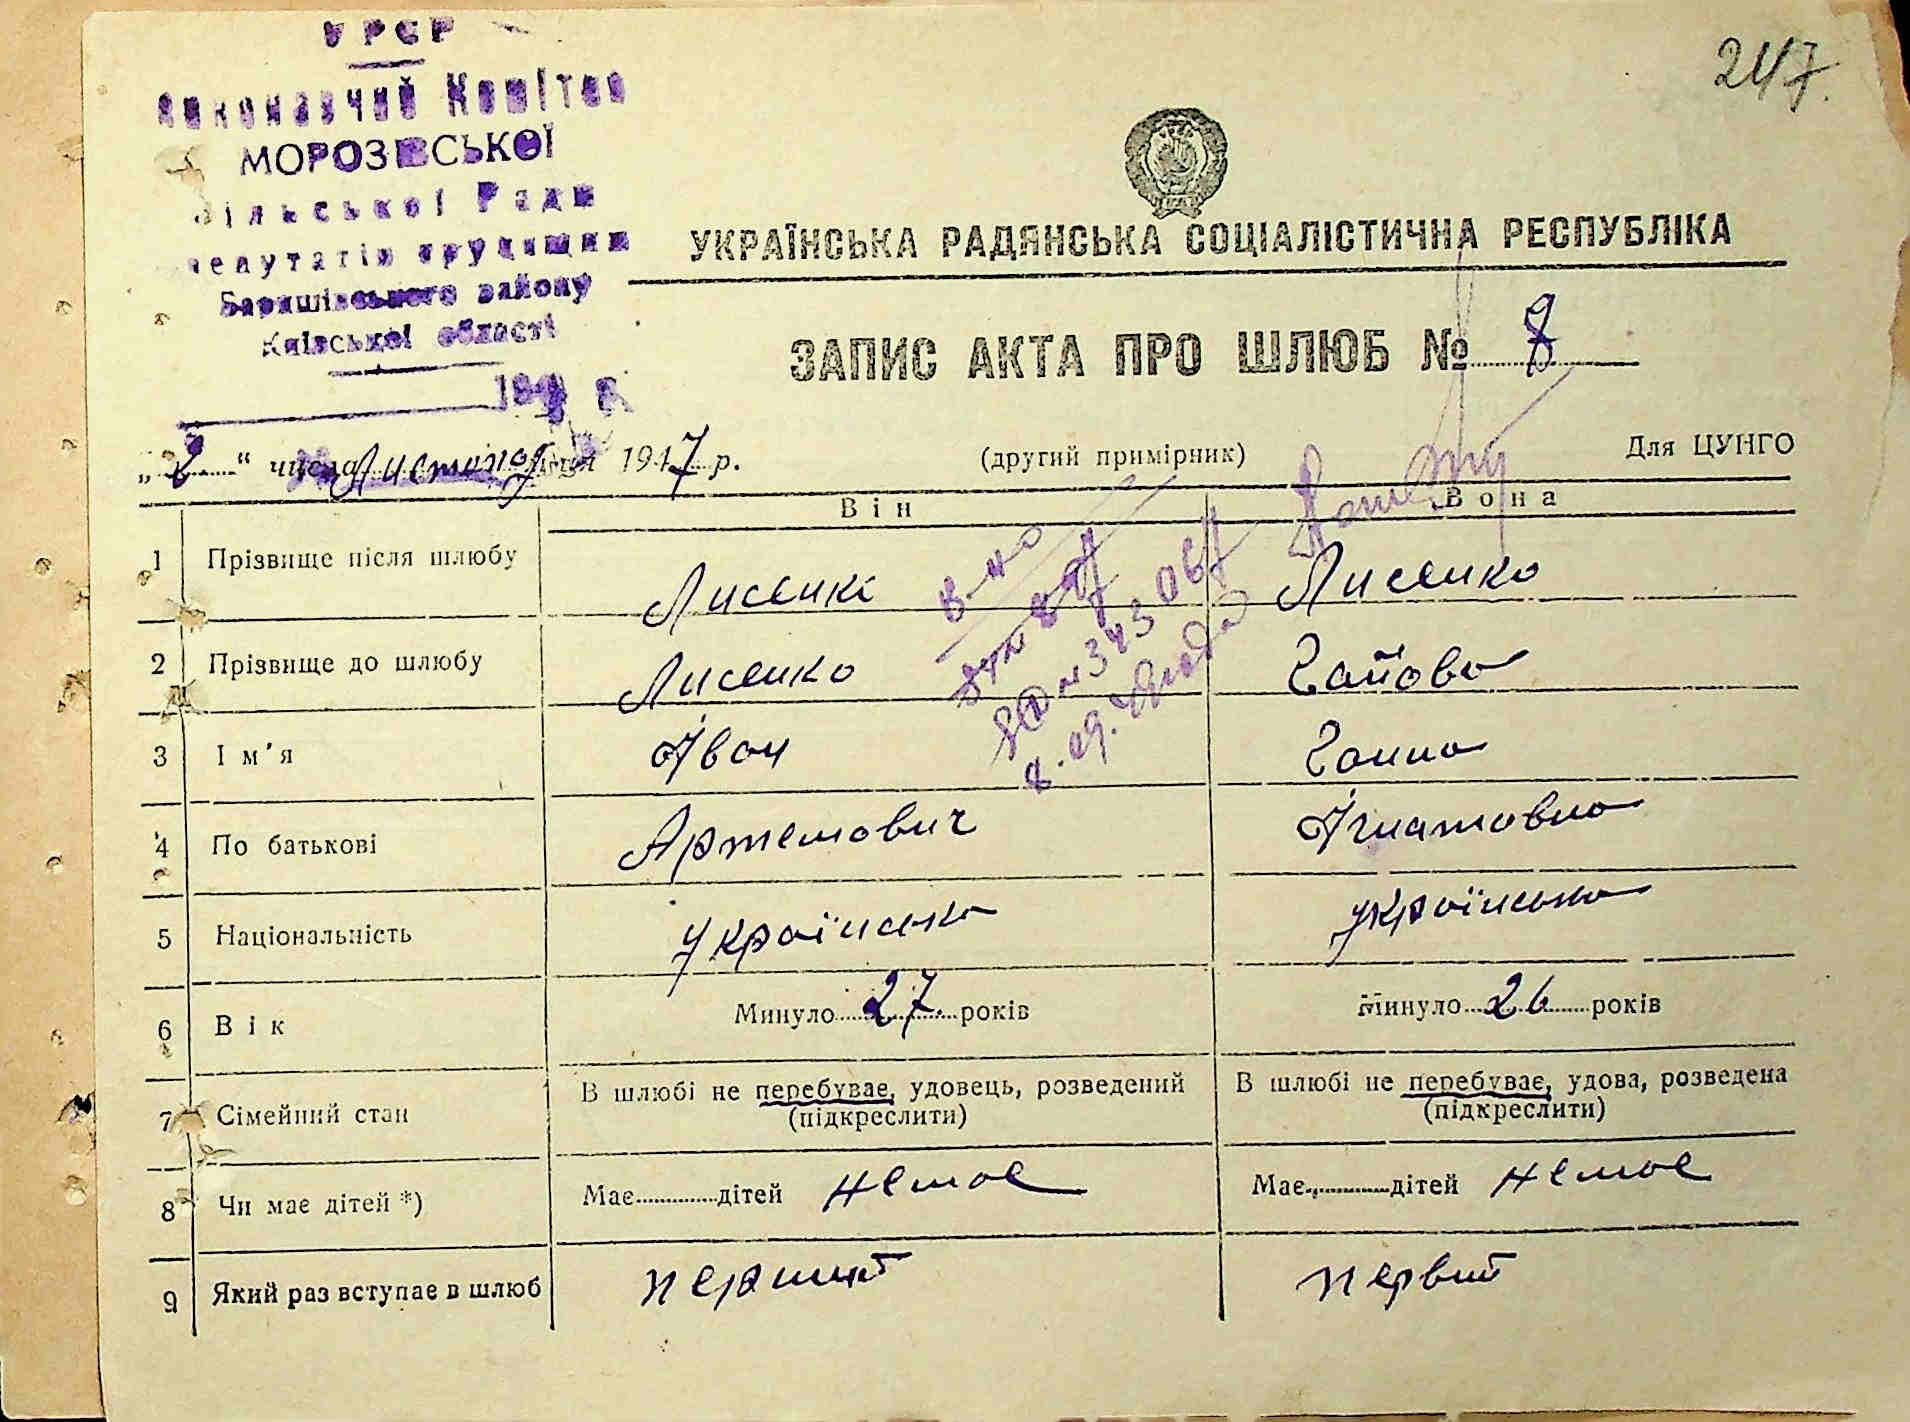 247.
УРСР
Виконавчий Комітет
МОРОЗІВСЬКОЇ
сільської Ради
депутатів трудящих
Баришівського району
Київської області
194 р.
УКРАЇНСЬКА РАДЯНСЬКА СОЦІАЛІСТИЧНА РЕСПУБЛІКА
ЗАПИС АКТА ПРО ШЛЮБ № 8
„8“ числа Листопад 1947 р. (другий примірник) Для ЦУНГО
Він Вона
1 Прізвище після шлюбу Лисенко Лисенко
2 Прізвище до шлюбу Лисенко Гайова
3 Ім'я Іван Ганна
4 По батькові Артемович Ігнатовна
5 Національність українська українська
6 Вік Минуло 27 років Минуло 26 років
7 Сімейний стан В шлюбі не перебуває, удовець, розведений (підкреслити) В шлюбі не перебуває, удова, розведена (підкреслити)
8 Чи має дітей *) Має дітей немає Має дітей немає
9 Який раз вступає в шлюб перший первий